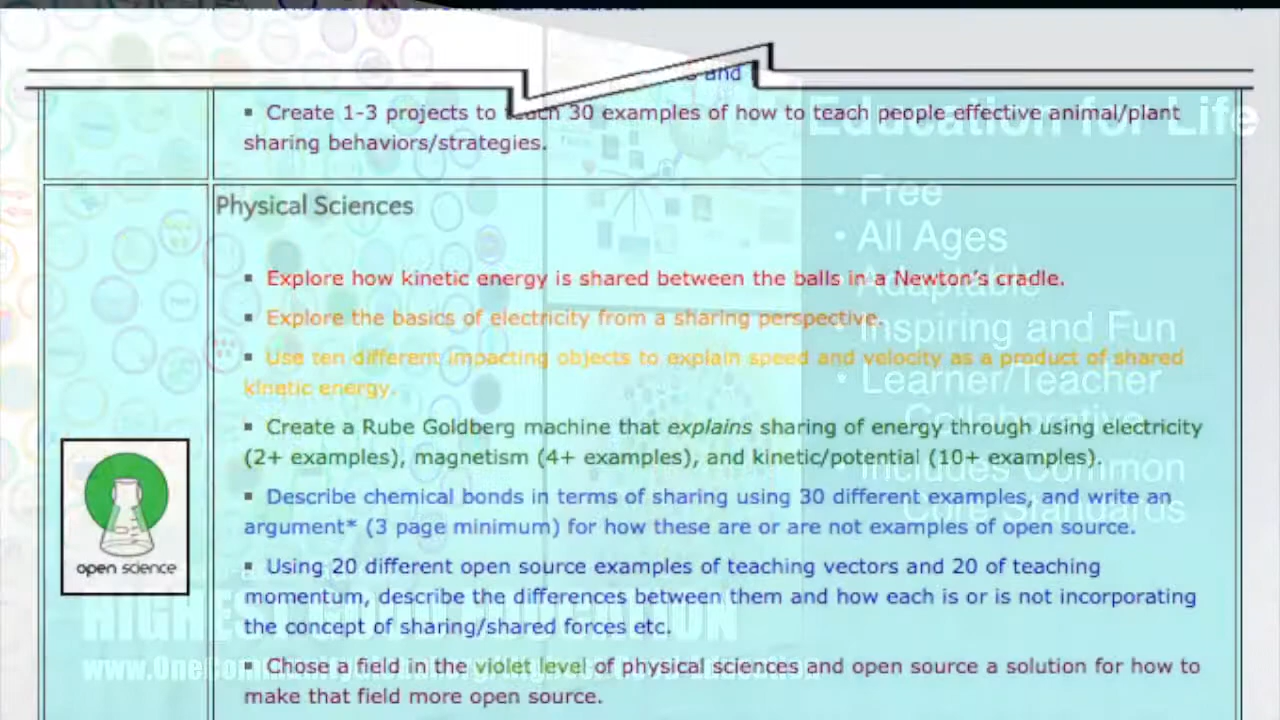 and
Create 1-3 projects to teach 30 examples of how to teach people effective animal/plant
sharing behaviors/strategies.
Physical Sciences
Explore how kinetic energy is shared between the balls in a Newton's cradle.
Explore the basics of electricity from a sharing perspective.
Use ten different impacting objects to explain speed and velocity as a product of shared
kinetic energy.
Create a Rube Goldberg machine that explains sharing of energy through using electricity
(2+ examples), magnetism (4+ examples), and kinetic/potential (10+ examples).
Describe chemical bonds in terms of sharing using 30 different examples, and write an
argument* (3 page minimum) for how these are or are not examples of open source.
Using 20 different open source examples of teaching vectors and 20 of teaching
momentum, describe the differences between them and how each is or is not incorporating
the concept of sharing/shared forces etc.
Chose a field in the violet level of physical sciences and open source a solution for how to
make that field more open source.
open science
Education for Life
• Free
• All Ages
Adaptable
• Inspiring and Fun
• Learner/Teacher
Collaborative
• Includes Common
Core Standards
HIGHEST GOOD EDUCATION